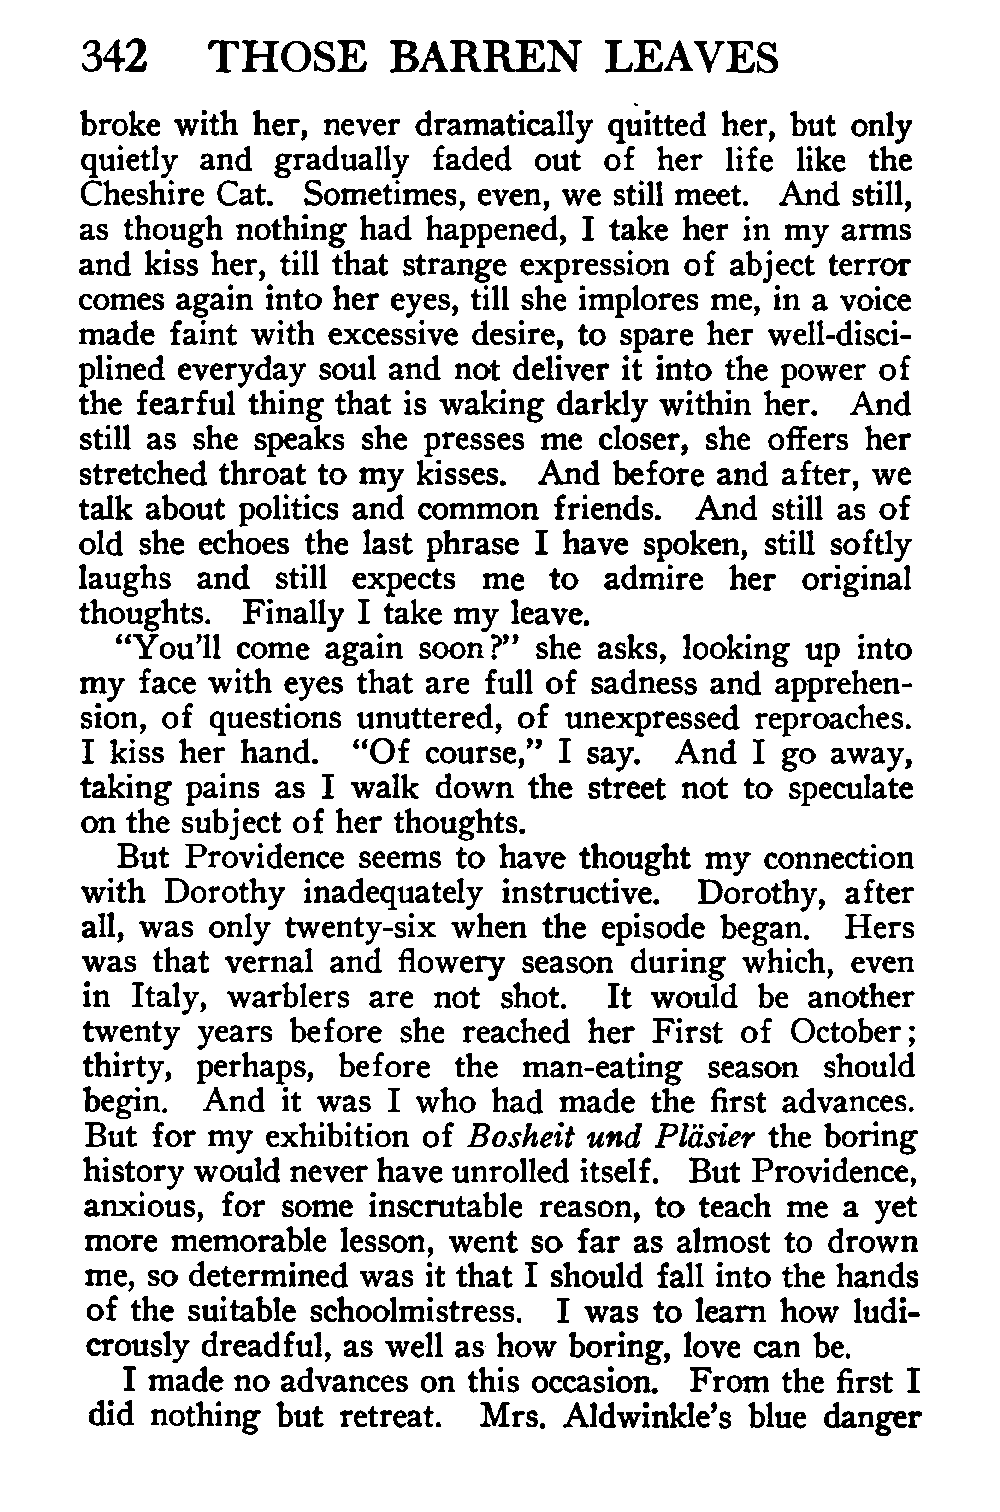 342 THOSE BARREN LEAVES
broke with her, never dramatically quitted her, but only
quietly and gradually faded out of her life like the
Cheshire Cat. Sometimes, even, we still meet. And still,
as though nothing had happened, I take her in my arms
and kiss her, till that strange expression of abject terror
comes again into her eyes, till she implores me, in a voice
made faint with excessive desire, to spare her well-disci-
plined everyday soul and not deliver it into the power of
the fearful thing that is waking darkly within her. And
still as she speaks she presses me closer, she offers her
stretched throat to my kisses. And before and after, we
talk about politics and common friends. And still as of
old she echoes the last phrase I have spoken, still softly
laughs and still expects me to admire her original
thoughts. Finally I take my leave.
“You’ll come again soon?” she asks, looking up into
my face with eyes that are full of sadness and apprehen-
sion, of questions unuttered, of unexpressed reproaches.
I kiss her hand. “Of course,” I say. And I go away,
taking pains as I walk down the street not to speculate
on the subject of her thoughts.
But Providence seems to have thought my connection
with Dorothy inadequately instructive. Dorothy, after
all, was only twenty-six when the episode began. Hers
was that vernal and flowery season during which, even
in Italy, warblers are not shot. It would be another
twenty years before she reached her First of October;
thirty, perhaps, before the man-eating season should
begin. And it was I who had made the first advances.
But for my exhibition of Bosheit und Pläsier the boring
history would never have unrolled itself. But Providence,
anxious, for some inscrutable reason, to teach me a yet
more memorable lesson, went so far as almost to drown
me, so determined was it that I should fall into the hands
of the suitable schoolmistress. I was to learn how ludi-
crously dreadful, as well as how boring, love can be.
I made no advances on this occasion. From the first I
did nothing but retreat. Mrs. Aldwinkle’s blue danger